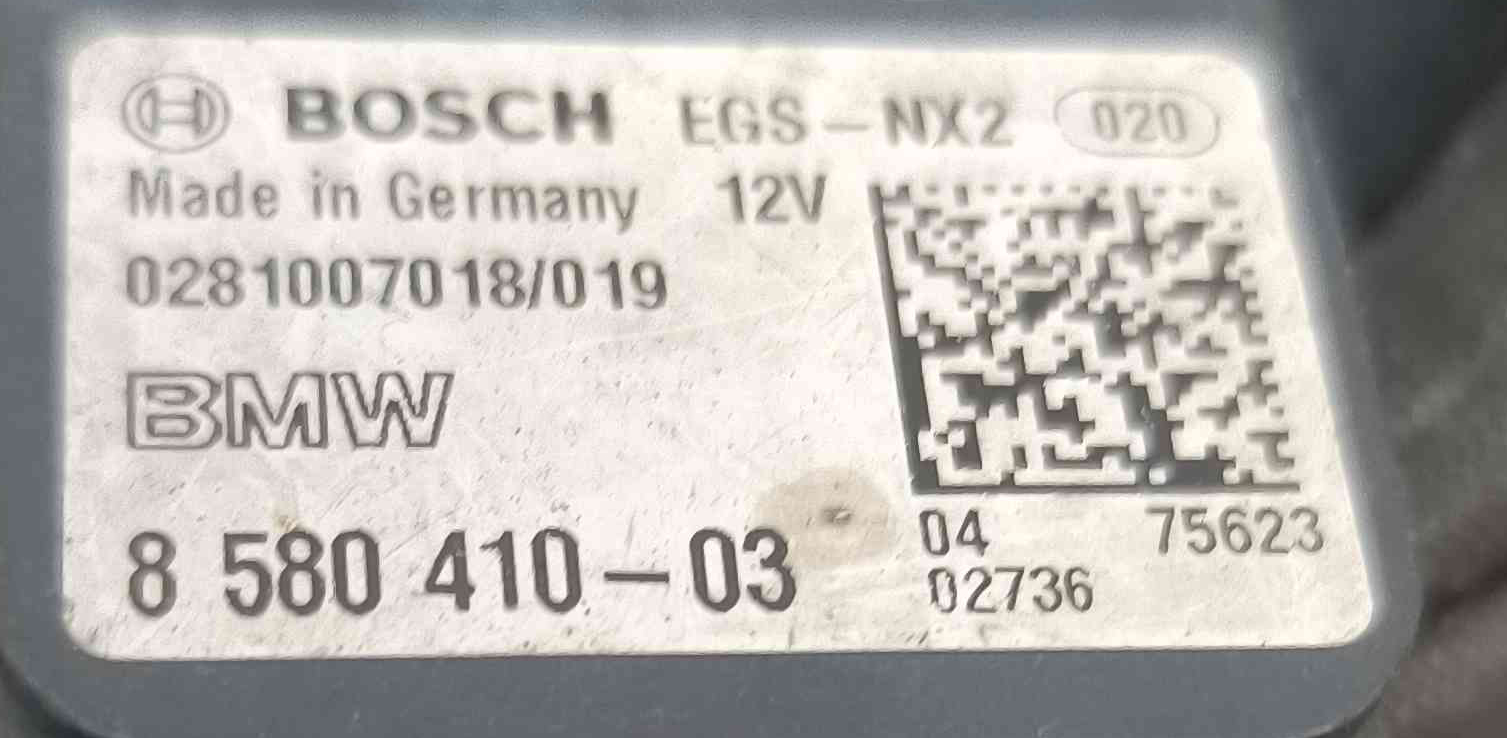 BOSCH EGS-NX2 020
Made in Germany 12V
0281007018/019
BMW
8 580 410-03
04 75623
02736